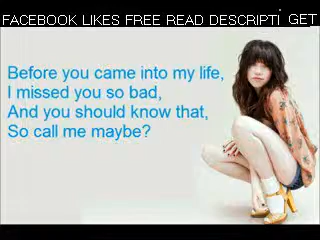 FACEBOOK LIKES FREE READ DESCRIPTI GET
Before you came into my life,
I missed you so bad,
And you should know that,
So call me maybe?